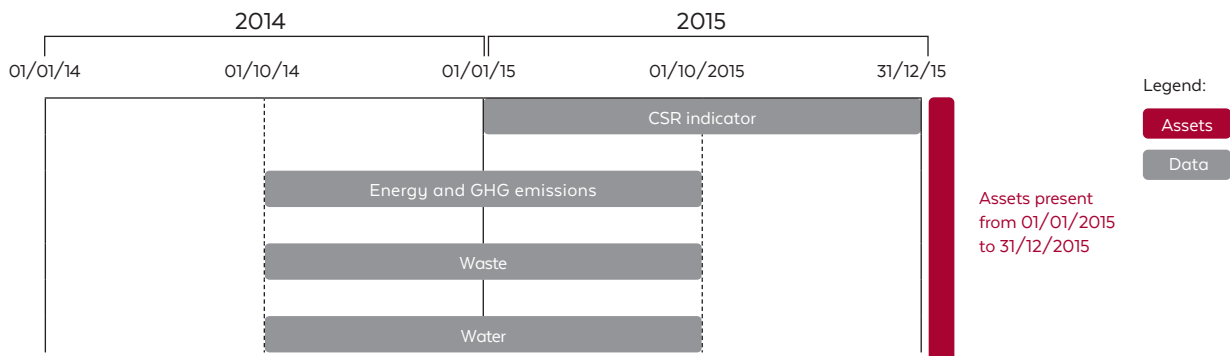 2014
2015
01/01/14
01/10/14
01/01/15
01/10/2015
31/12/15
Legend:
CSR indicator
Assets
Data
Energy and GHG emissions
Assets present
from 01/01/2015
to 31/12/2015
Waste
Water